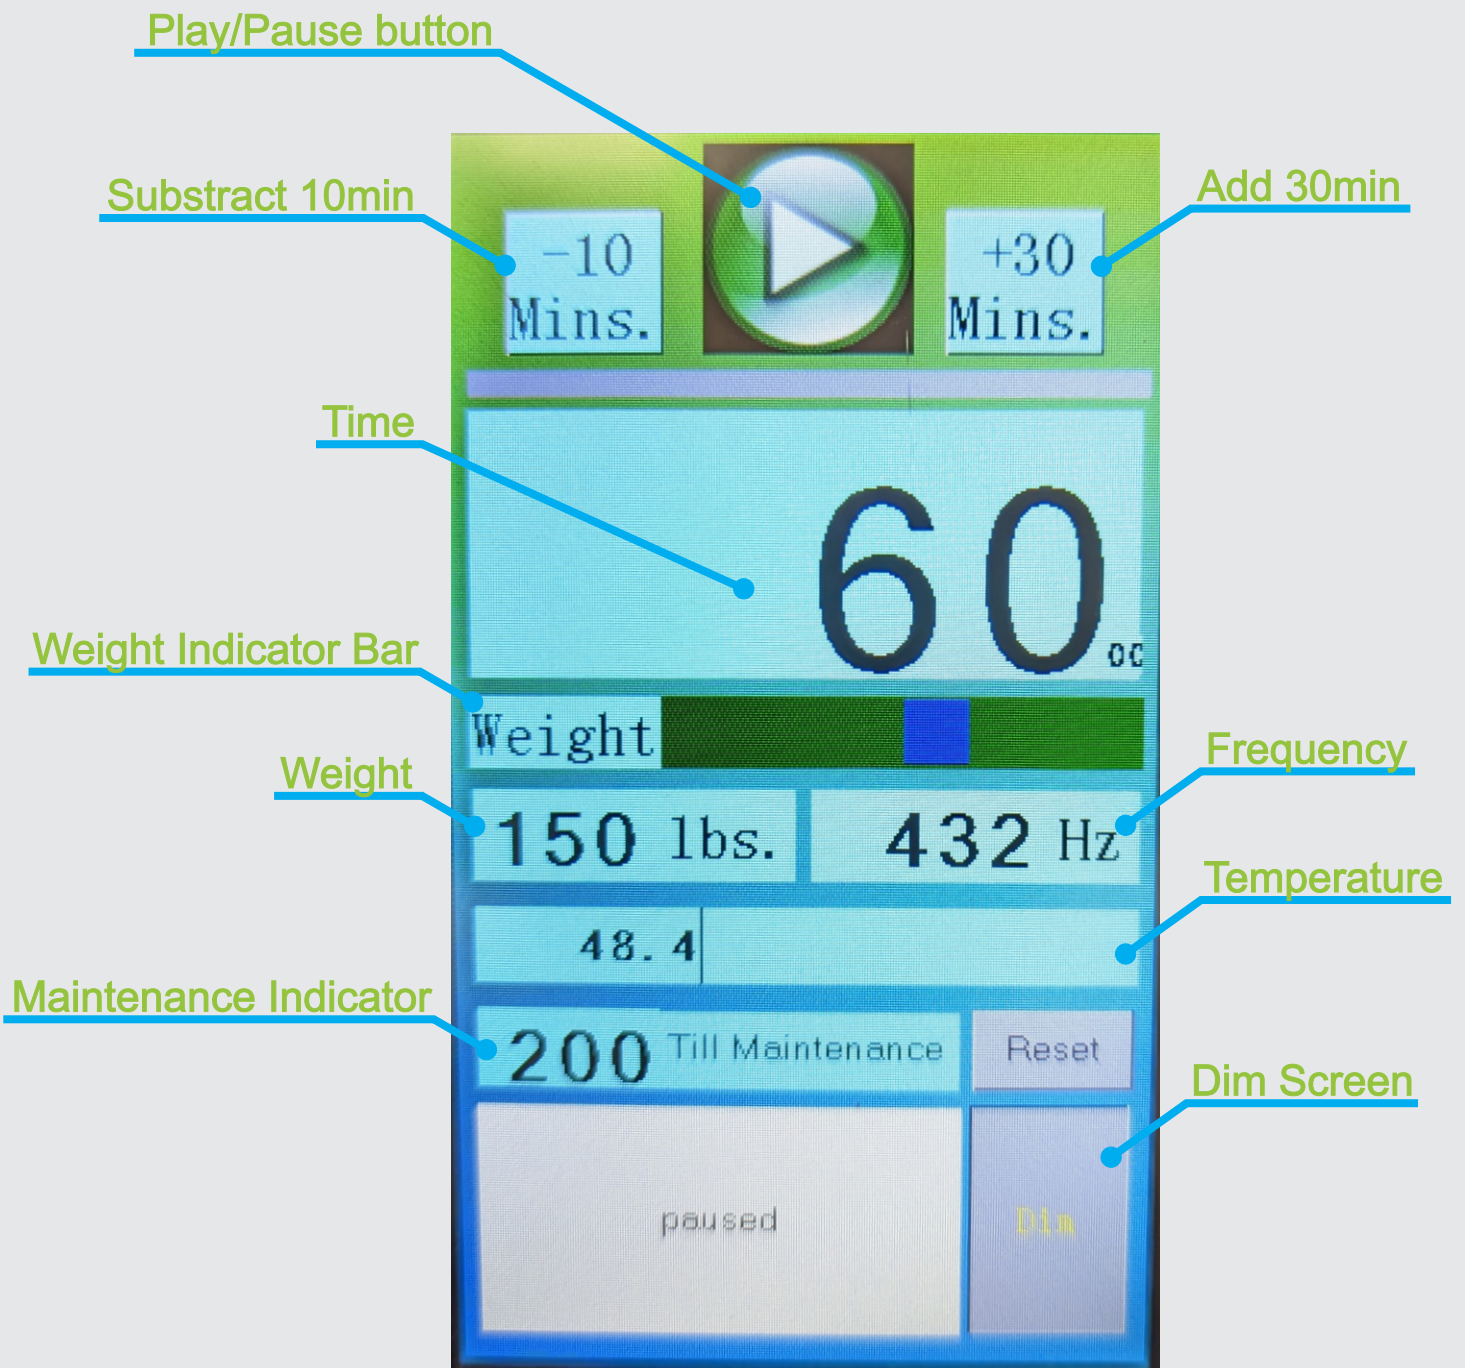 Play/Pause button
Substract 10min
Add 30min
-10
Mins.
+30
Mins.
Time
60
00
Weight Indicator Bar
Weight
Weight
150 lbs.
432 Hz
Frequency
Temperature
48.4
Maintenance Indicator
200 Till Maintenance
Reset
Dim Screen
paused
Dim